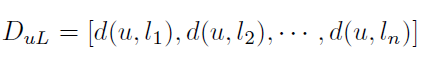 D_{uL} = [d(u, l_1), d(u, l_2), ⋯ , d(u, l_n)]